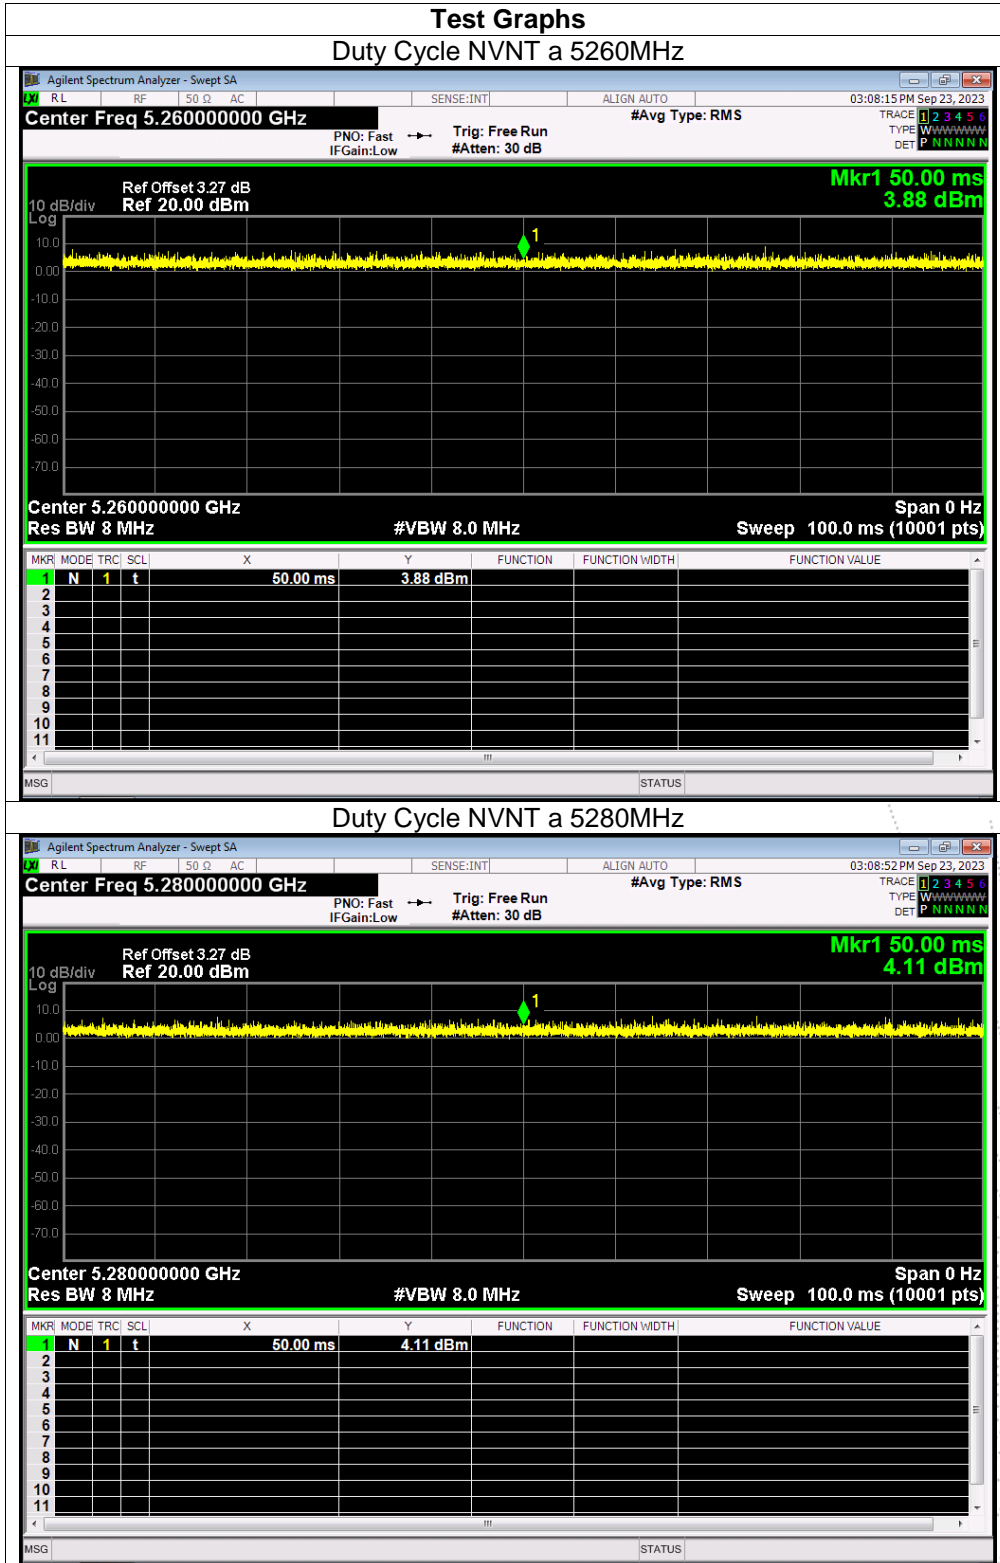 Test Graphs
Duty Cycle NVNT a 5260MHz
Agilent Spectrum Analyzer - Swept SA
LXI RL RF 50 Ω AC SENSE:INT ALIGN AUTO 03:08:15 PM Sep 23, 2023
Center Freq 5.260000000 GHz #Avg Type: RMS TRACE 1 2 3 4 5 6
PNO: Fast Trig: Free Run TYPE WWWWWW
IFGain:Low #Atten: 30 dB DET P N N N N N
Mkr1 50.00 ms
Ref Offset 3.27 dB
10 dB/div Ref 20.00 dBm 3.88 dBm
Log
1
10.0
0.00
-10.0
-20.0
-30.0
-40.0
-50.0
-60.0
-70.0
Center 5.260000000 GHz Span 0 Hz
Res BW 8 MHz #VBW 8.0 MHz Sweep 100.0 ms (10001 pts)
MKR MODE TRC SCL X Y FUNCTION FUNCTION WIDTH FUNCTION VALUE
1 N 1 t 50.00 ms 3.88 dBm
2
3
4
5
6
7
8
9
10
11
MSG STATUS
Duty Cycle NVNT a 5280MHz
Agilent Spectrum Analyzer - Swept SA
LXI RL RF 50 Ω AC SENSE:INT ALIGN AUTO 03:08:52 PM Sep 23, 2023
Center Freq 5.280000000 GHz #Avg Type: RMS TRACE 1 2 3 4 5 6
PNO: Fast Trig: Free Run TYPE WWWWWW
IFGain:Low #Atten: 30 dB DET P N N N N N
Mkr1 50.00 ms
Ref Offset 3.27 dB
10 dB/div Ref 20.00 dBm 4.11 dBm
Log
1
10.0
0.00
-10.0
-20.0
-30.0
-40.0
-50.0
-60.0
-70.0
Center 5.280000000 GHz Span 0 Hz
Res BW 8 MHz #VBW 8.0 MHz Sweep 100.0 ms (10001 pts)
MKR MODE TRC SCL X Y FUNCTION FUNCTION WIDTH FUNCTION VALUE
1 N 1 t 50.00 ms 4.11 dBm
2
3
4
5
6
7
8
9
10
11
MSG STATUS